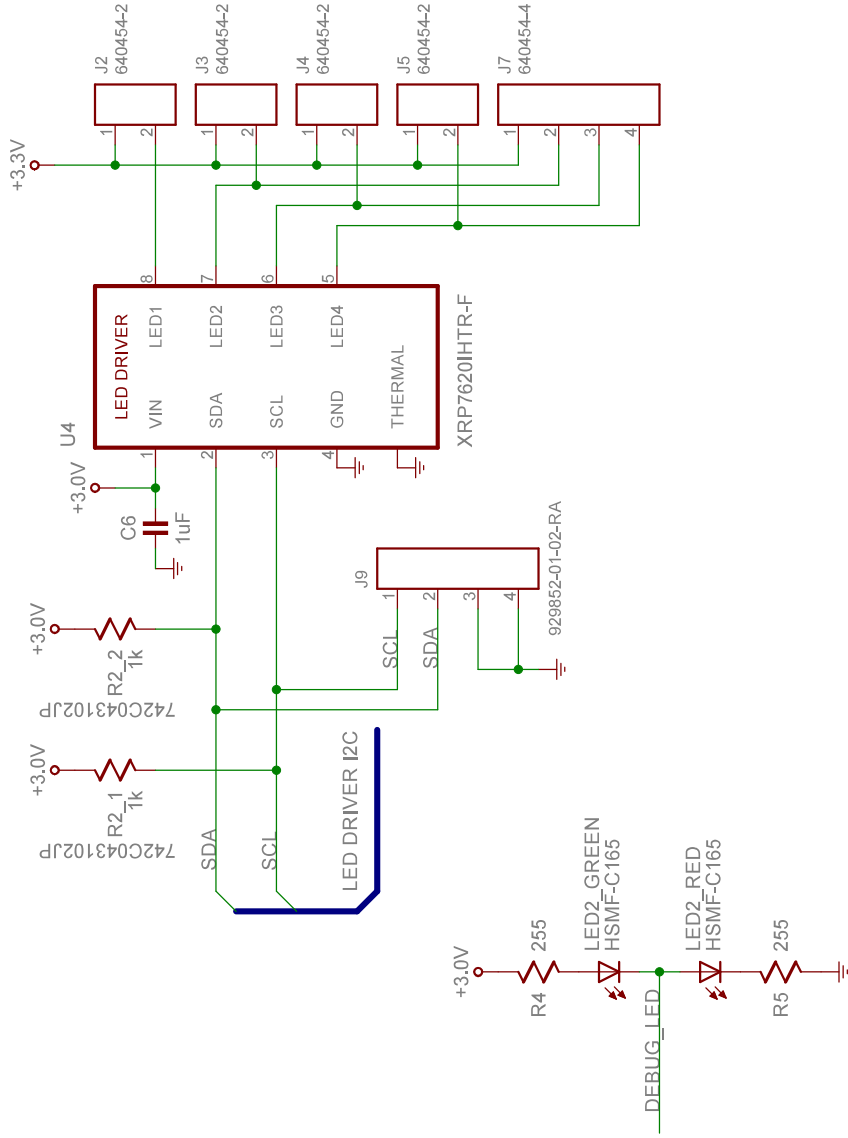 +3.3V
J2
640454-2
1
2
J3
640454-2
1
2
J4
640454-2
1
2
J5
640454-2
1
2
J7
640454-4
1
2
3
4
U4
LED DRIVER
8
7
6
5
LED1
LED2
LED3
LED4
VIN
SDA
SCL
GND
THERMAL
1
2
3
4
XRP7620IHTR-F
+3.0V
C6
1uF
+3.0V
R2_2
1k
742C043102JP
+3.0V
R2_1
1k
742C043102JP
J9
1
2
3
4
929852-01-02-RA
SCL
SDA
SDA
SCL
LED DRIVER I2C
+3.0V
R4
255
LED2_GREEN
HSMF-C165
DEBUG_LED
LED2_RED
HSMF-C165
R5
255